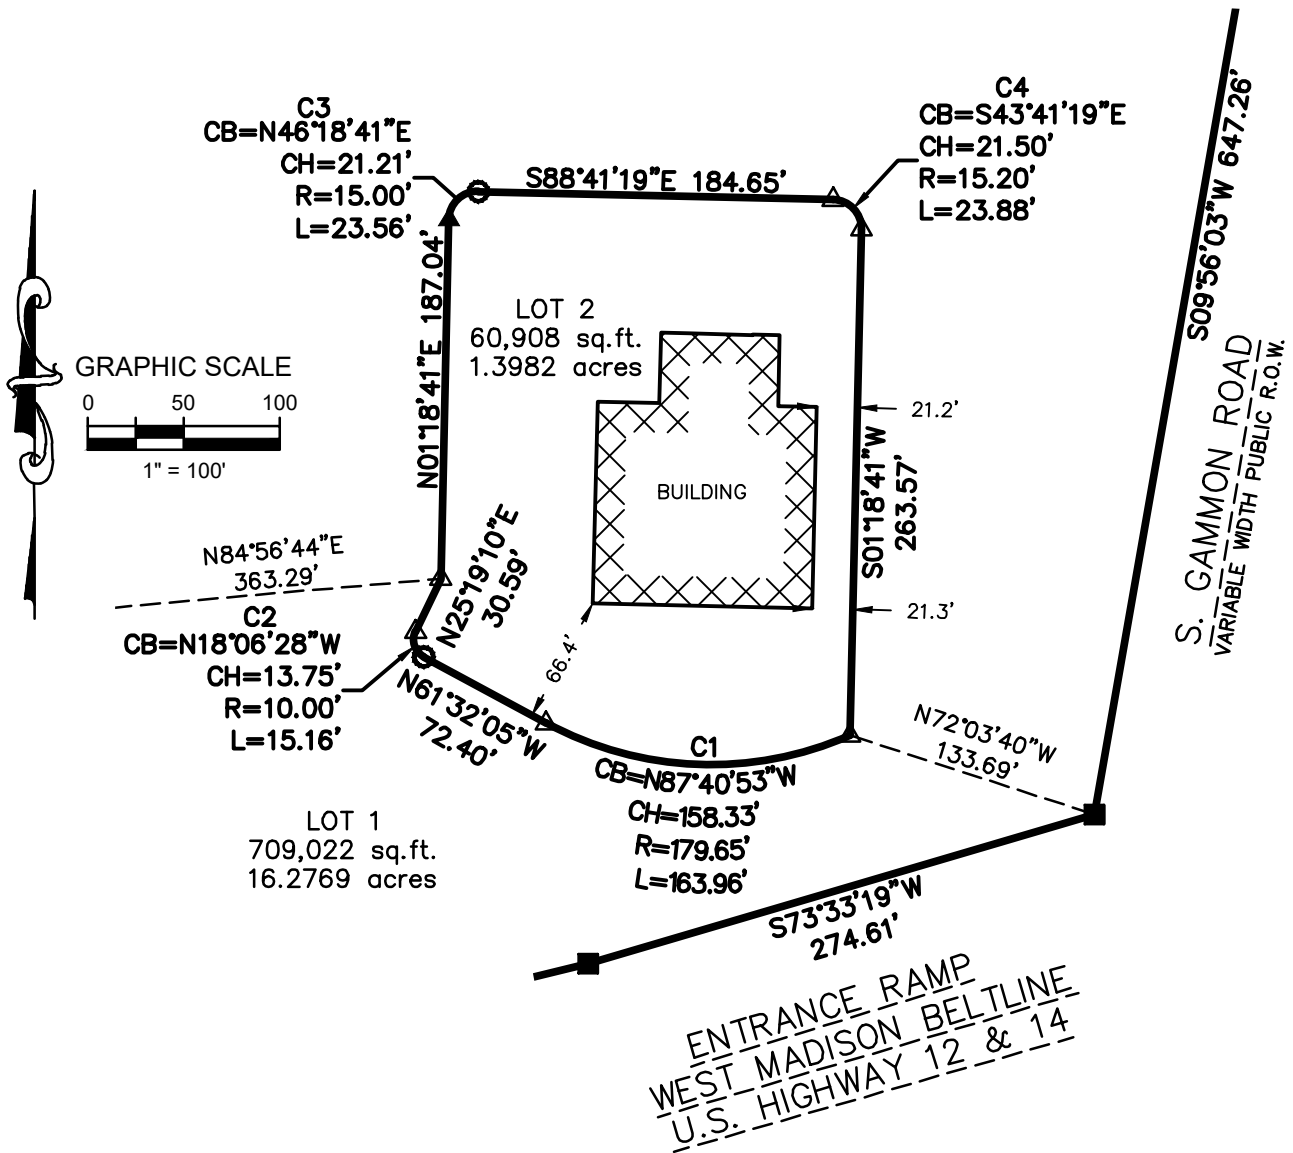 C3
CB=N46°18'41"E
CH=21.21'
R=15.00'
L=23.56'
S88°41'19"E 184.65'
C4
CB=S43°41'19"E
CH=21.50'
R=15.20'
L=23.88'
S09°56'03"W 647.26'
N01°18'41"E 187.04'
LOT 2
60,908 sq.ft.
1.3982 acres
GRAPHIC SCALE
0 50 100
1" = 100'
21.2'
BUILDING
S01°18'41"W
263.57'
S. GAMMON ROAD
VARIABLE WIDTH PUBLIC R.O.W.
N84°56'44"E
363.29'
N25°19'10"E
30.59'
21.3'
C2
CB=N18°06'28"W
CH=13.75'
R=10.00'
L=15.16'
66.4'
N61°32'05"W
72.40'
N72°03'40"W
133.69'
C1
CB=N87°40'53"W
CH=158.33'
R=179.65'
L=163.96'
LOT 1
709,022 sq.ft.
16.2769 acres
S73°33'19"W
274.61'
ENTRANCE RAMP
WEST MADISON BELTLINE
U.S. HIGHWAY 12 & 14